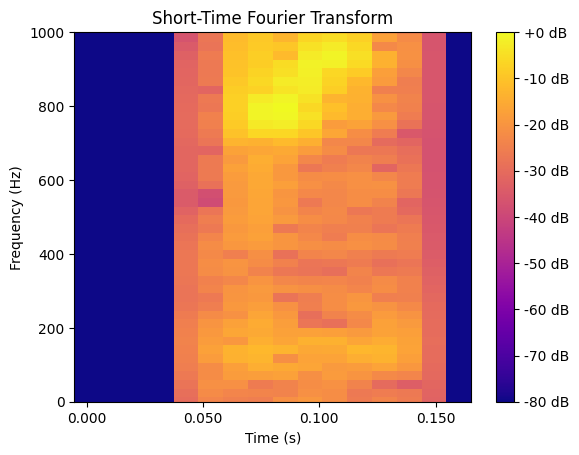 Short-Time Fourier Transform
Frequency (Hz)
1000
800
600
400
200
0
0.000
0.050
0.100
0.150
Time (s)
+0 dB
-10 dB
-20 dB
-30 dB
-40 dB
-50 dB
-60 dB
-70 dB
-80 dB